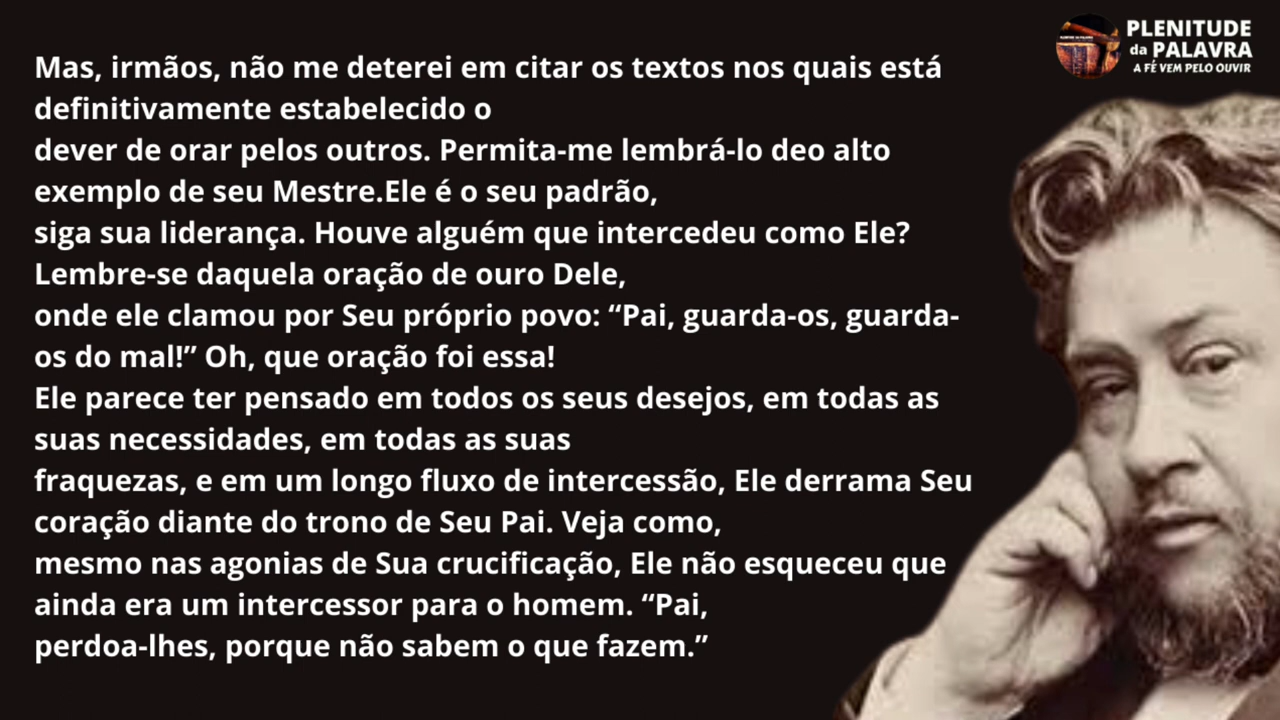 PLENITUDE
da PALAVRA
A FÉ VEM PELO OUVIR
Mas, irmãos, não me deterei em citar os textos nos quais está
definitivamente estabelecido o
dever de orar pelos outros. Permita-me lembrá-lo deo alto
exemplo de seu Mestre.Ele é o seu padrão,
siga sua liderança. Houve alguém que intercedeu como Ele?
Lembre-se daquela oração de ouro Dele,
onde ele clamou por Seu próprio povo: “Pai, guarda-os, guarda-
os do mal!” Oh, que oração foi essa!
Ele parece ter pensado em todos os seus desejos, em todas as
suas necessidades, em todas as suas
fraquezas, e em um longo fluxo de intercessão, Ele derrama Seu
coração diante do trono de Seu Pai. Veja como,
mesmo nas agonias de Sua crucificação, Ele não esqueceu que
ainda era um intercessor para o homem. “Pai,
perdoa-lhes, porque não sabem o que fazem.”